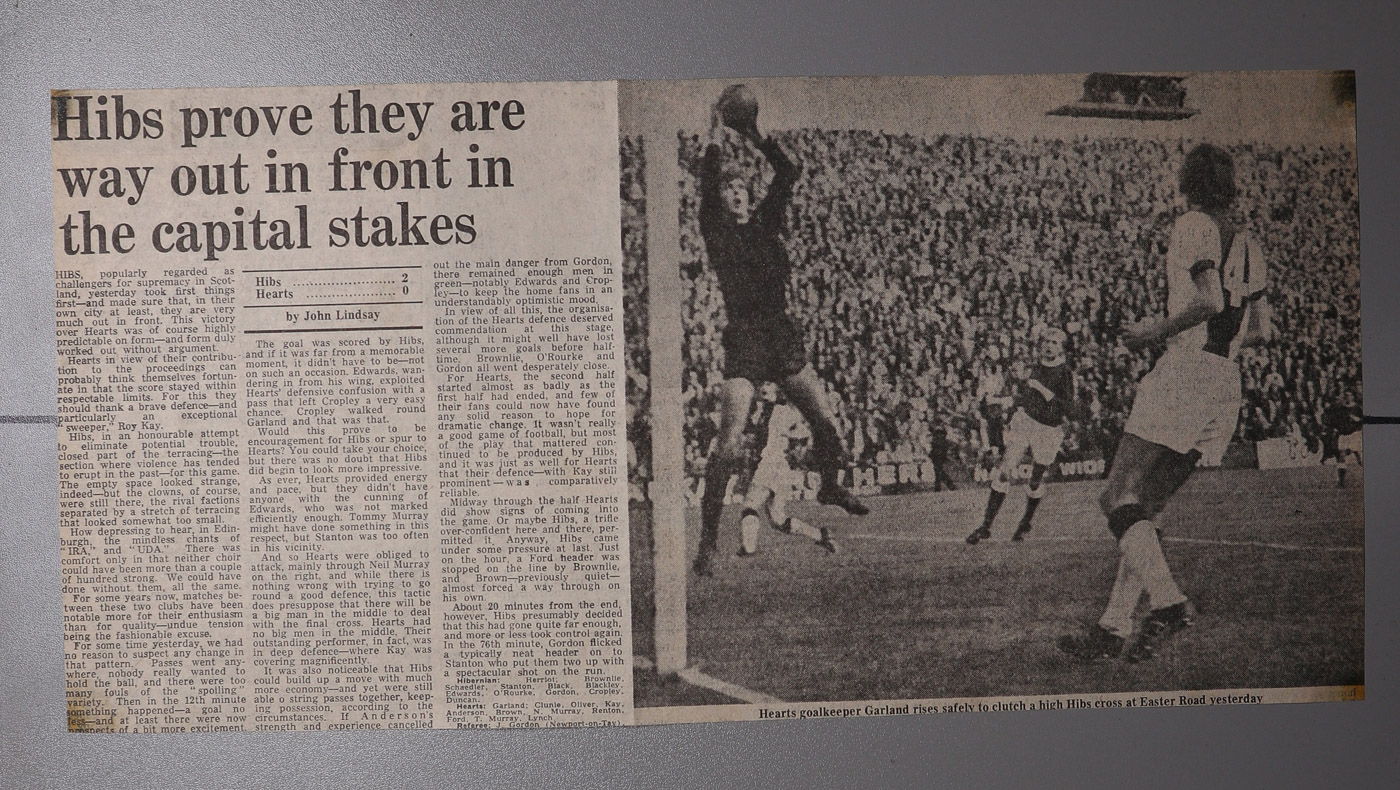 Hibs prove they are
way out in front in
the capital stakes
HIBS, popularly regarded as
challengers for supremacy in Scot-
land, yesterday took first things
first—and made sure that, in their
own city at least, they are very
much out in front. This victory
over Hearts was of course highly
predictable on form—and form duly
worked out without argument.
Hearts in view of their contribu-
tion to the proceedings can
probably think themselves fortun-
ate in that the score stayed within
respectable limits. For this they
should thank a brave defence—and
particularly an exceptional
"sweeper," Roy Kay.
Hibs, in an honourable attempt
to eliminate potential trouble,
closed part of the terracing—the
section where violence has tended
to erupt in the past—for this game.
The empty space looked strange,
indeed—but the clowns, of course,
were still there, the rival factions
separated by a stretch of terracing
that looked somewhat too small.
How depressing to hear, in Edin-
burgh, the mindless chants of
"IRA," and "UDA." There was
comfort only in that neither choir
could have been more than a couple
of hundred strong. We could have
done without them, all the same.
For some years now, matches be-
tween these two clubs have been
notable more for their enthusiasm
than for quality—undue tension
being the fashionable excuse.
For some time yesterday, we had
no reason to suspect any change in
that pattern. Passes went any-
where, nobody really wanted to
hold the ball, and there were too
many fouls of the "spoiling"
variety. Then in the 12th minute
something happened—a goal no
less—and at least there were now
prospects of a bit more excitement.
Hibs ........................ 2
Hearts ..................... 0
by John Lindsay
The goal was scored by Hibs,
and if it was far from a memorable
moment, it didn't have to be—not
on such an occasion. Edwards, wan-
dering in from his wing, exploited
Hearts' defensive confusion with a
pass that left Cropley a very easy
chance. Cropley walked round
Garland and that was that.
Would this prove to be
encouragement for Hibs or spur to
Hearts? You could take your choice,
but there was no doubt that Hibs
did begin to look more impressive.
As ever, Hearts provided energy
and pace, but they didn't have
anyone with the cunning of
Edwards, who was not marked
efficiently enough. Tommy Murray
might have done something in this
respect, but Stanton was too often
in his vicinity.
And so Hearts were obliged to
attack, mainly through Neil Murray
on the right, and while there is
nothing wrong with trying to go
round a good defence, this tactic
does presuppose that there will be
a big man in the middle to deal
with the final cross. Hearts had
no big men in the middle. Their
outstanding performer, in fact, was
in deep defence—where Kay was
covering magnificently.
It was also noticeable that Hibs
could build up a move with much
more economy—and yet were still
able o string passes together, keep-
ing possession, according to the
circumstances. If Anderson's
strength and experience cancelled
out the main danger from Gordon,
there remained enough men in
green—notably Edwards and Crop-
ley—to keep the home fans in an
understandably optimistic mood.
In view of all this, the organisa-
tion of the Hearts defence deserved
commendation at this stage,
although it might well have lost
several more goals before half-
time. Brownlie, O'Rourke and
Gordon all went desperately close.
For Hearts, the second half
started almost as badly as the
first half had ended, and few of
their fans could now have found
any solid reason to hope for
dramatic change. It wasn't really
a good game of football, but most
of the play that mattered con-
tinued to be produced by Hibs,
and it was just as well for Hearts
that their defence—with Kay still
prominent—was comparatively
reliable.
Midway through the half Hearts
did show signs of coming into
the game. Or maybe Hibs, a trifle
over-confident here and there, per-
mitted it. Anyway, Hibs came
under some pressure at last. Just
on the hour, a Ford header was
stopped on the line by Brownlie,
and Brown—previously quiet—
almost forced a way through on
his own.
About 20 minutes from the end,
however, Hibs presumably decided
that this had gone quite far enough,
and more or less took control again.
In the 76th minute, Gordon flicked
a typically neat header on to
Stanton who put them two up with
a spectacular shot on the run.
Hibernian: Herriot; Brownlie,
Schaedler, Stanton, Black, Blackley,
Edwards, O'Rourke, Gordon, Cropley,
Duncan.
Hearts: Garland; Clunie, Oliver, Kay,
Anderson, Brown, N. Murray, Renton,
Ford, T. Murray, Lynch.
Referee: J. Gordon (Newport-on-Tay).
Hearts goalkeeper Garland rises safely to clutch a high Hibs cross at Easter Road yesterday